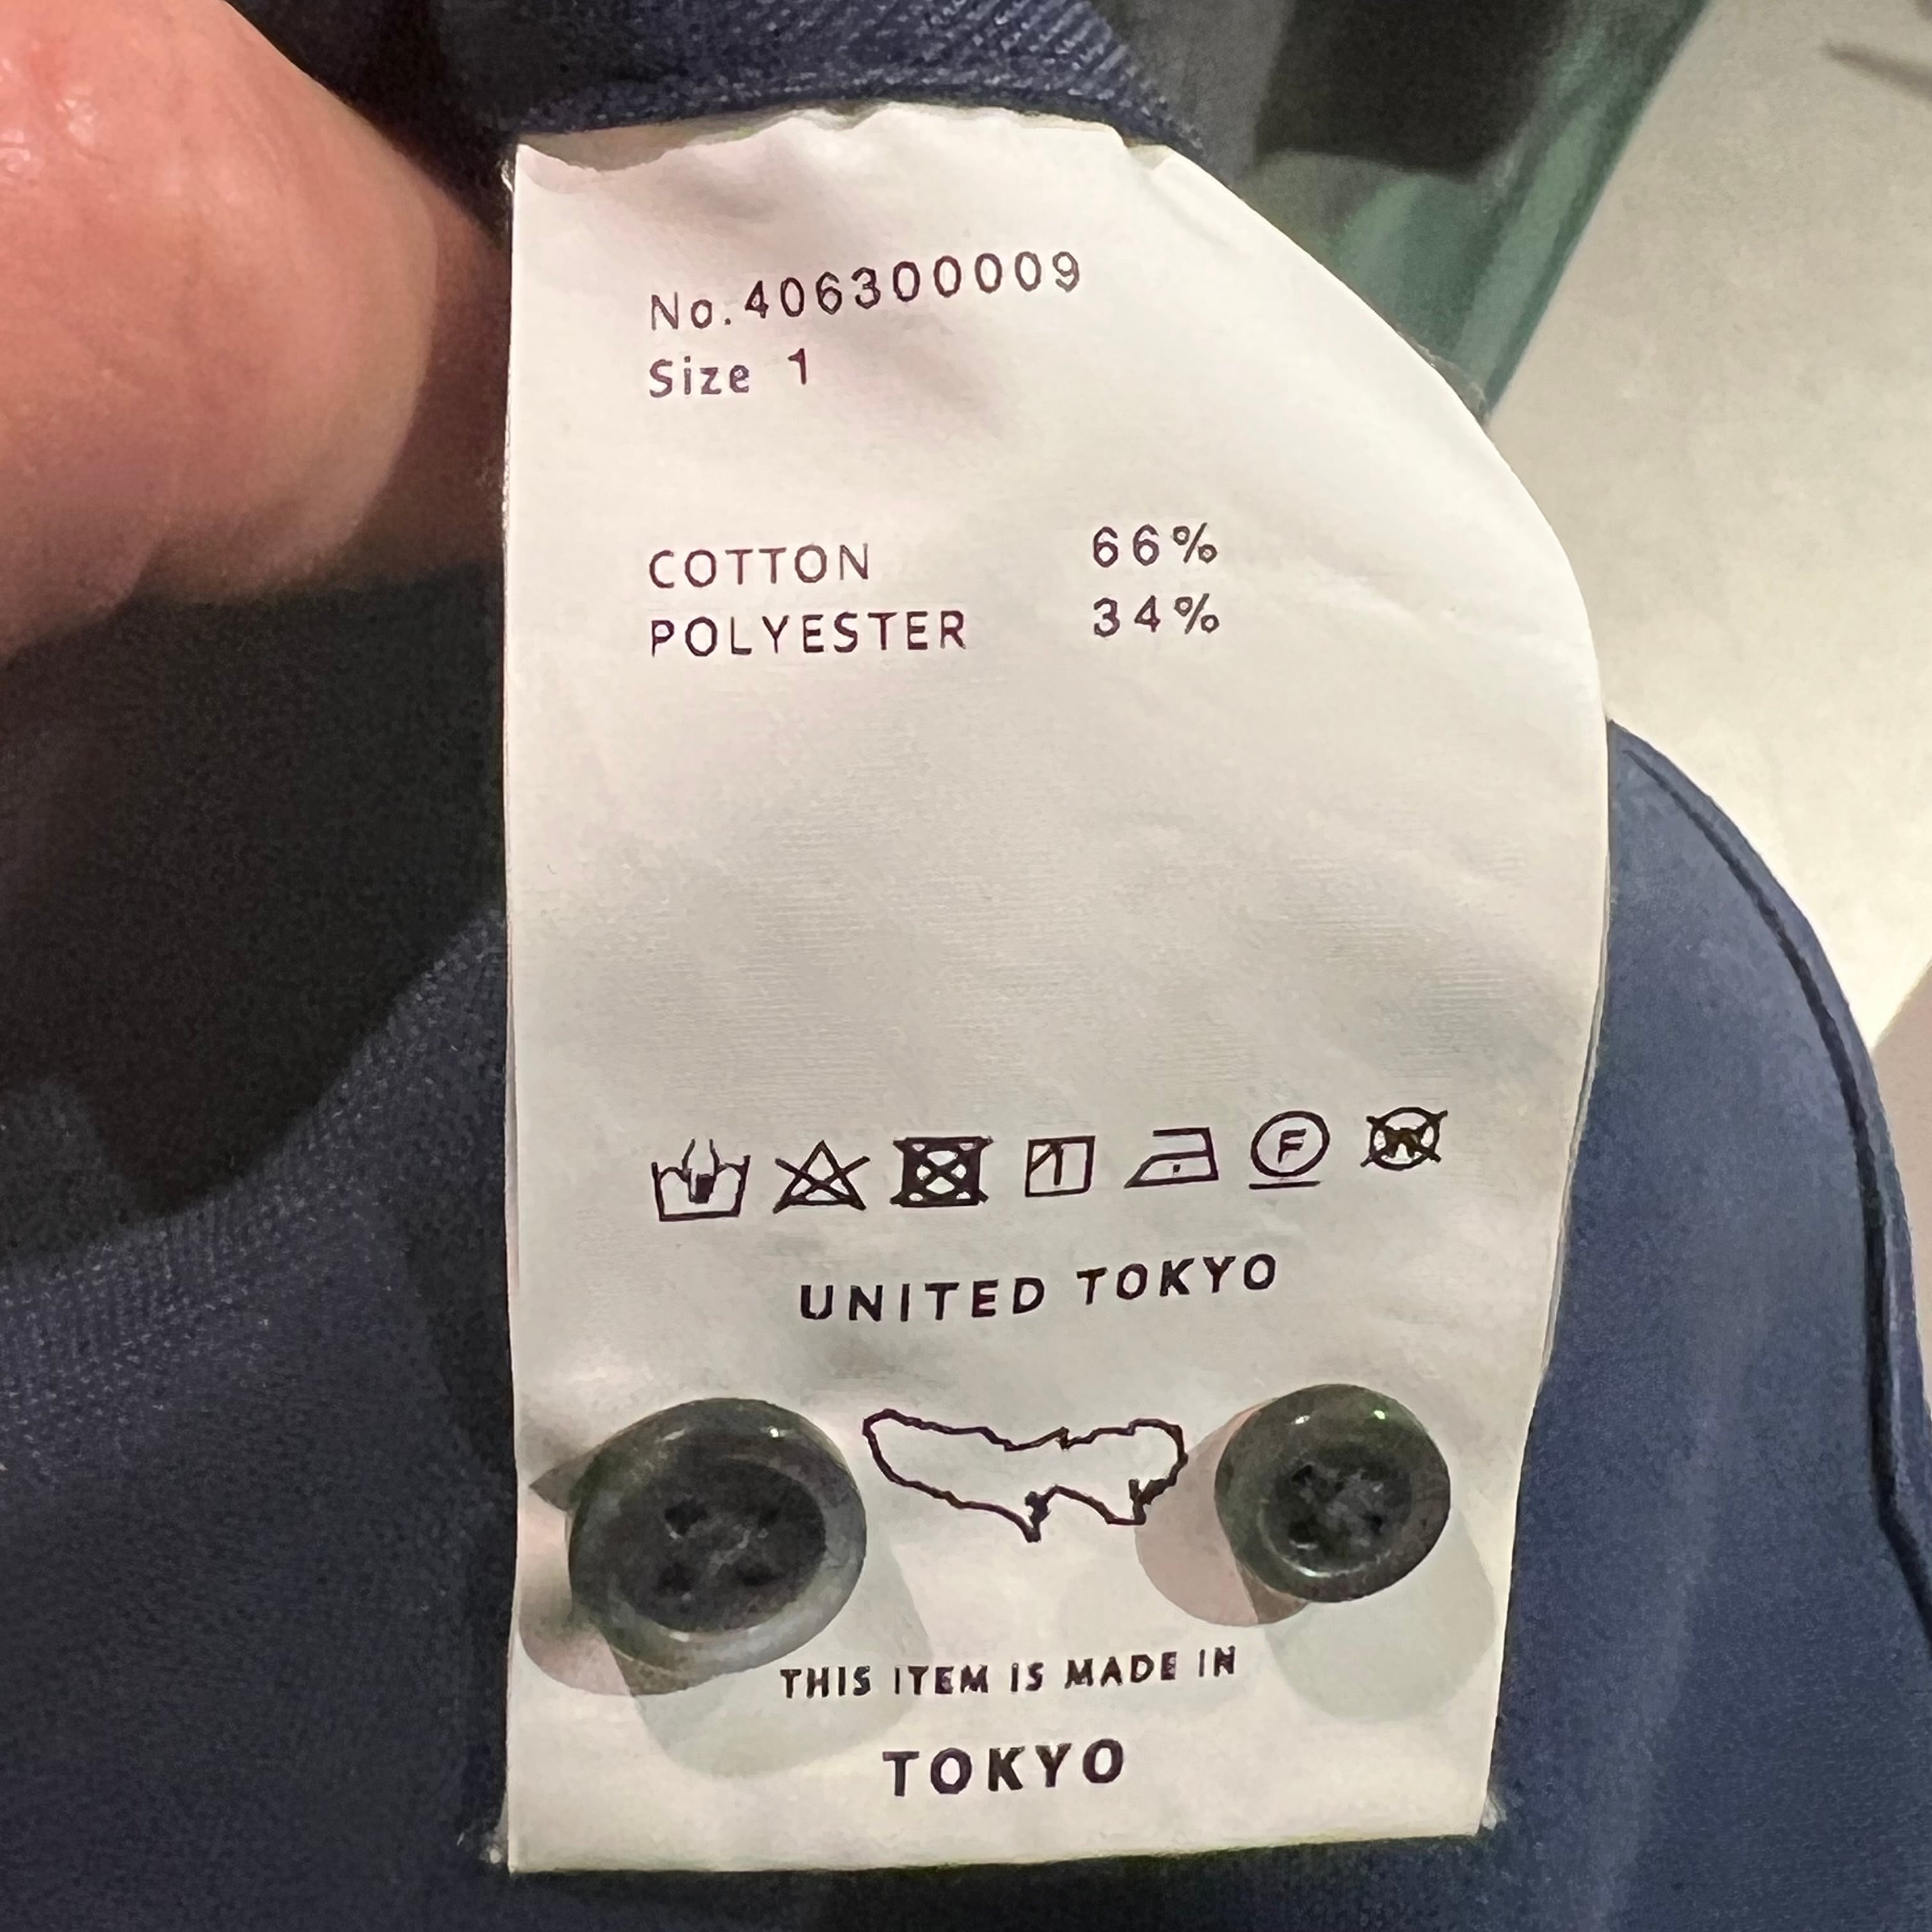 No.406300009
Size 1
COTTON 66%
POLYESTER 34%
F W
UNITED TOKYO
THIS ITEM IS MADE IN
TOKYO